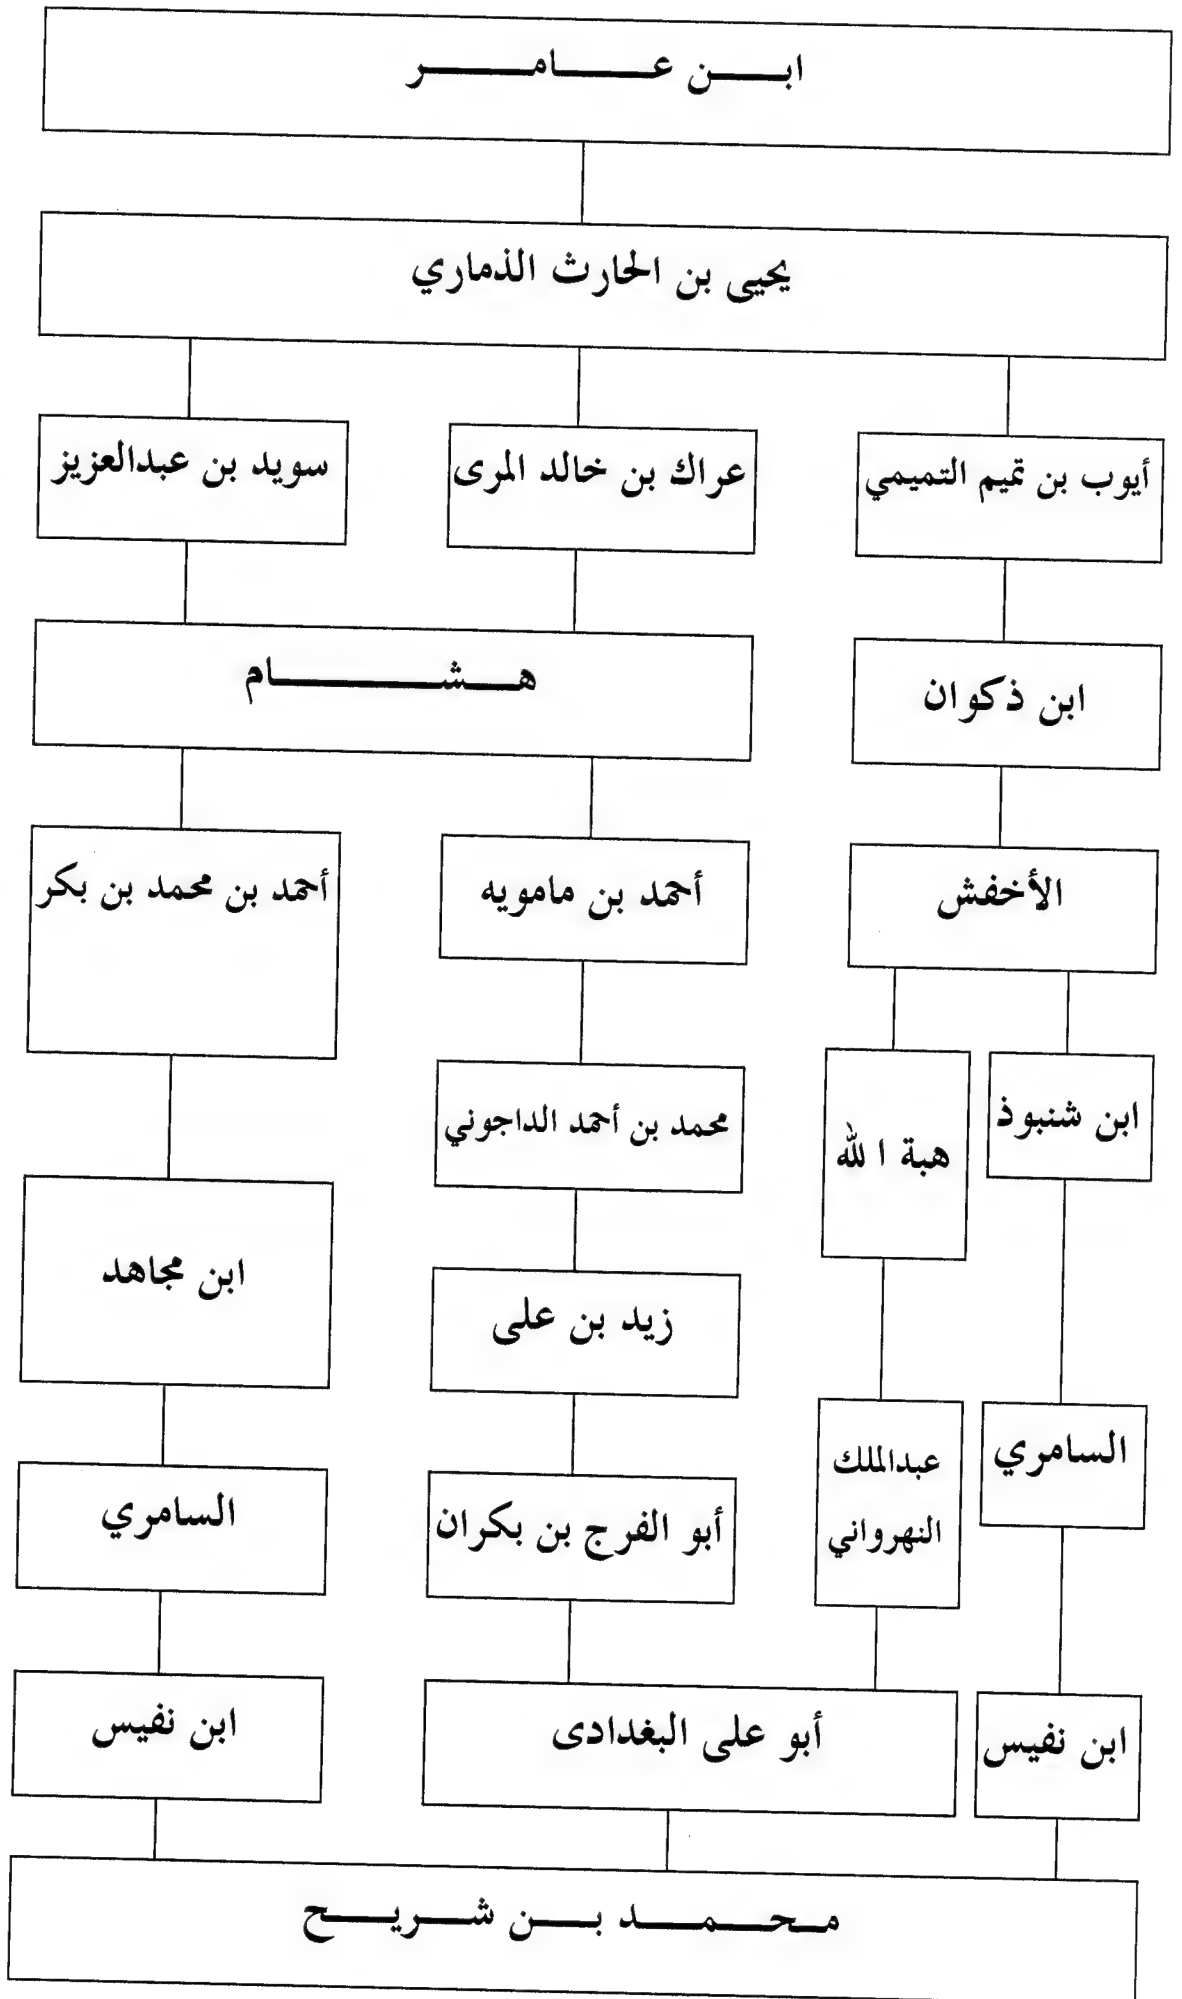 ابن عامر
يحيى بن الحارث الذماري
أيوب بن تميم التميمي
عراك بن خالد المرى
سويد بن عبدالعزيز
ابن ذكوان
هشام
الأخفش
أحمد بن مامويه
أحمد بن محمد بن بكر
ابن شنبوذ
هبة الله
محمد بن أحمد الداجوني
ابن مجاهد
زيد بن على
السامري
عبدالملك
النهرواني
أبو الفرج بن بكران
السامري
ابن نفيس
أبو على البغدادى
ابن نفيس
محمد بن شريح